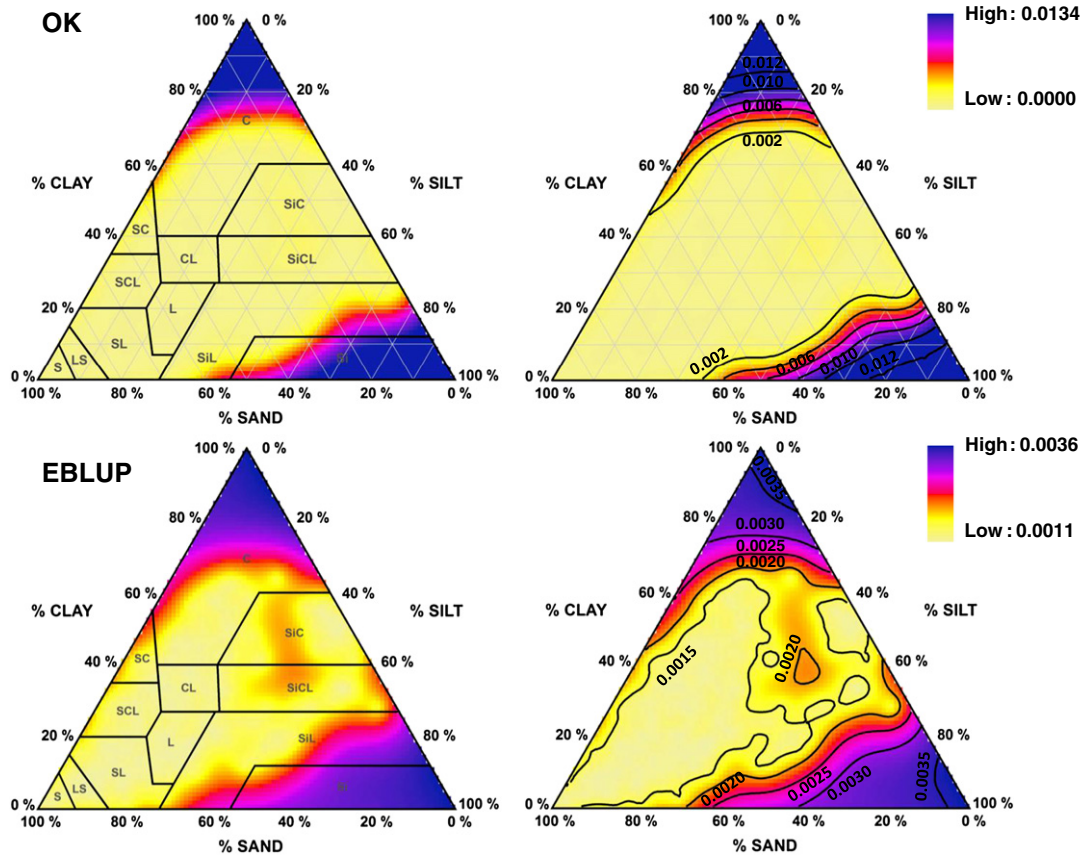 OK
100 % 0 %
80 % 20 %
C
60 % 40 %
% CLAY % SILT
SiC
SC
40 % 60 %
CL SiCL
SCL
20 % 80 %
L
SL SiL SI
S LS
0 % 100 %
100 % 80 % 60 % 40 % 20 % 0 %
% SAND
100 % 0 %
0.012
0.010
80 % 20 %
0.006
0.002
60 % 40 %
% CLAY % SILT
40 % 60 %
20 % 80 %
0.002 0.006 0.010 0.012
0 % 100 %
100 % 80 % 60 % 40 % 20 % 0 %
% SAND
High : 0.0134
Low : 0.0000
EBLUP
100 % 0 %
80 % 20 %
C
60 % 40 %
% CLAY % SILT
SiC
SC
40 % 60 %
CL SiCL
SCL
20 % 80 %
L SiL
SL SI
S LS
0 % 100 %
100 % 80 % 60 % 40 % 20 % 0 %
% SAND
100 % 0 %
0.0035
80 % 20 %
0.0030
0.0025
0.0020
60 % 40 %
% CLAY % SILT
0.0015 0.0020
40 % 60 %
20 % 80 %
0.0020 0.0025 0.0030 0.0035
0 % 100 %
100 % 80 % 60 % 40 % 20 % 0 %
% SAND
High : 0.0036
Low : 0.0011